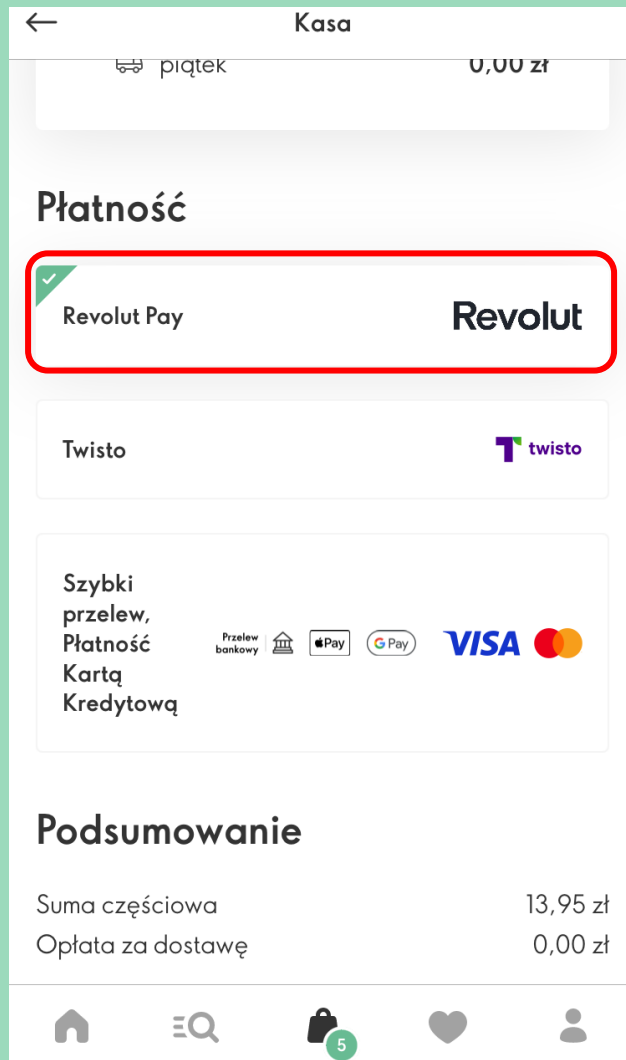 Kasa
piątek 0,00 zł
Płatność
Revolut Pay Revolut
Twisto twisto
Szybki
przelew,
Płatność
Kartą
Kredytową
Przelew
bankowy
Pay G Pay VISA
Podsumowanie
Suma częściowa 13,95 zł
Opłata za dostawę 0,00 zł
5